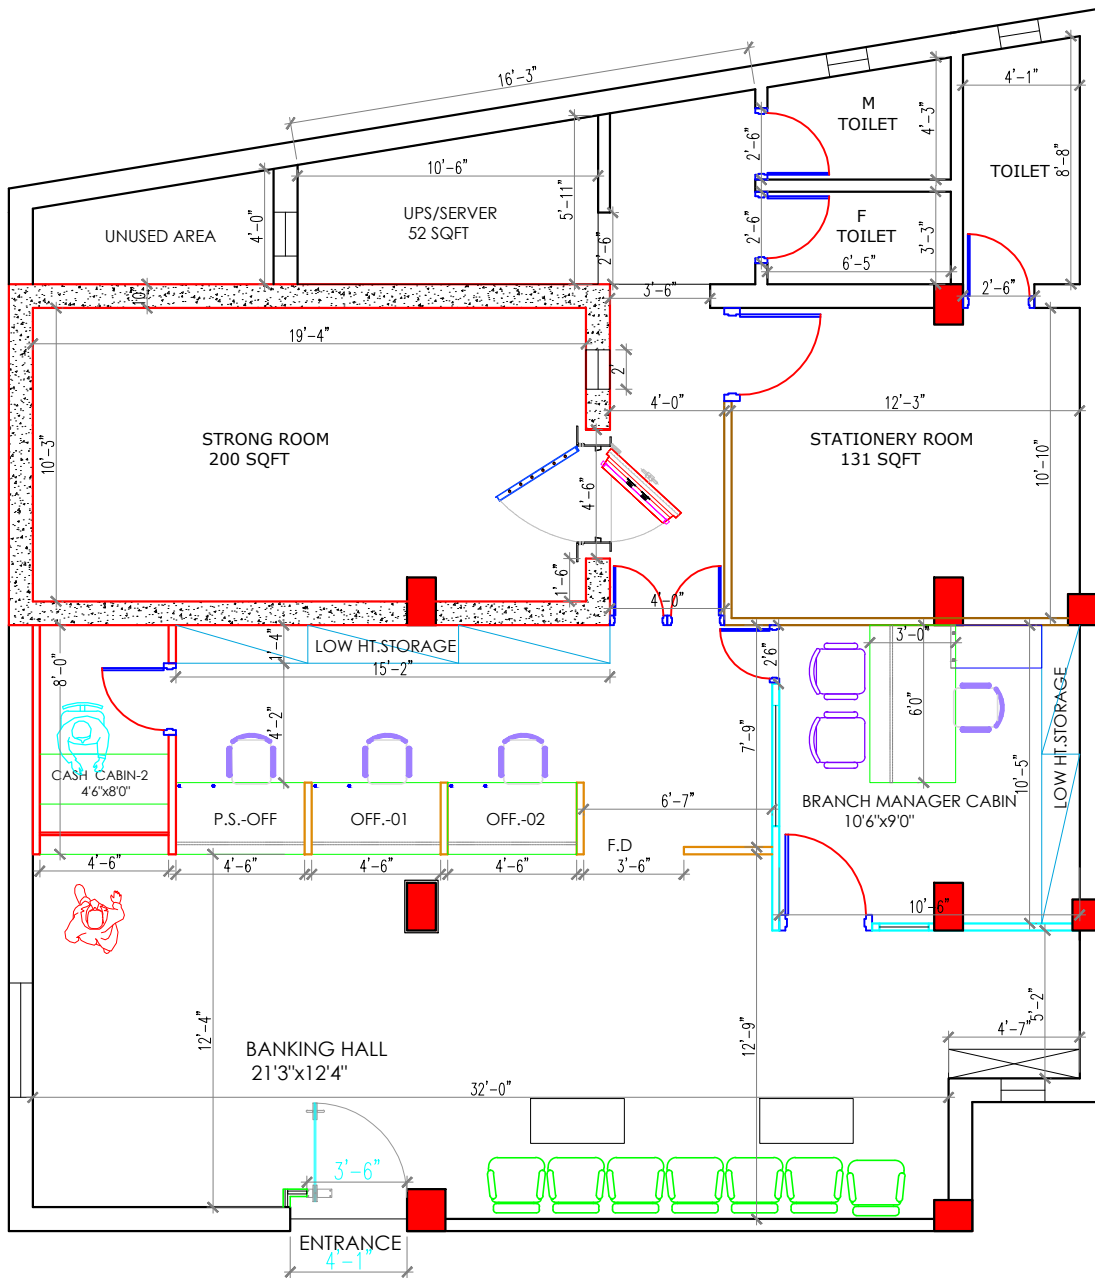 16'-3"
4'-1"
M
TOILET
4'-3"
2'-6"
8'-8"
TOILET
10'-6"
5'-11"
UPS/SERVER
52 SQFT
4'-0"
UNUSED AREA
F
TOILET
2'-6"
3'-3"
2'-6"
6'-5"
10"
3'-6"
2'-6"
19'-4"
2'
4'-0"
12'-3"
STRONG ROOM
200 SQFT
STATIONERY ROOM
131 SQFT
10'-3"
10'-10"
4'-6"
1'-6"
4'-0"
LOW HT.STORAGE
1'-4"
15'-2"
8'-0"
2'6"
3'-0"
4'-2"
7'-9"
6'0"
10'-5"
LOW HT.STORAGE
CASH CABIN-2
4'6"x8'0"
P.S.-OFF
OFF.-01
OFF.-02
6'-7"
BRANCH MANAGER CABIN
10'6"x9'0"
F.D
4'-6"
4'-6"
4'-6"
4'-6"
3'-6"
10'-6"
5'-2"
12'-4"
12'-9"
4'-7"
BANKING HALL
21'3"x12'4"
32'-0"
3'-6"
ENTRANCE
4'-1"